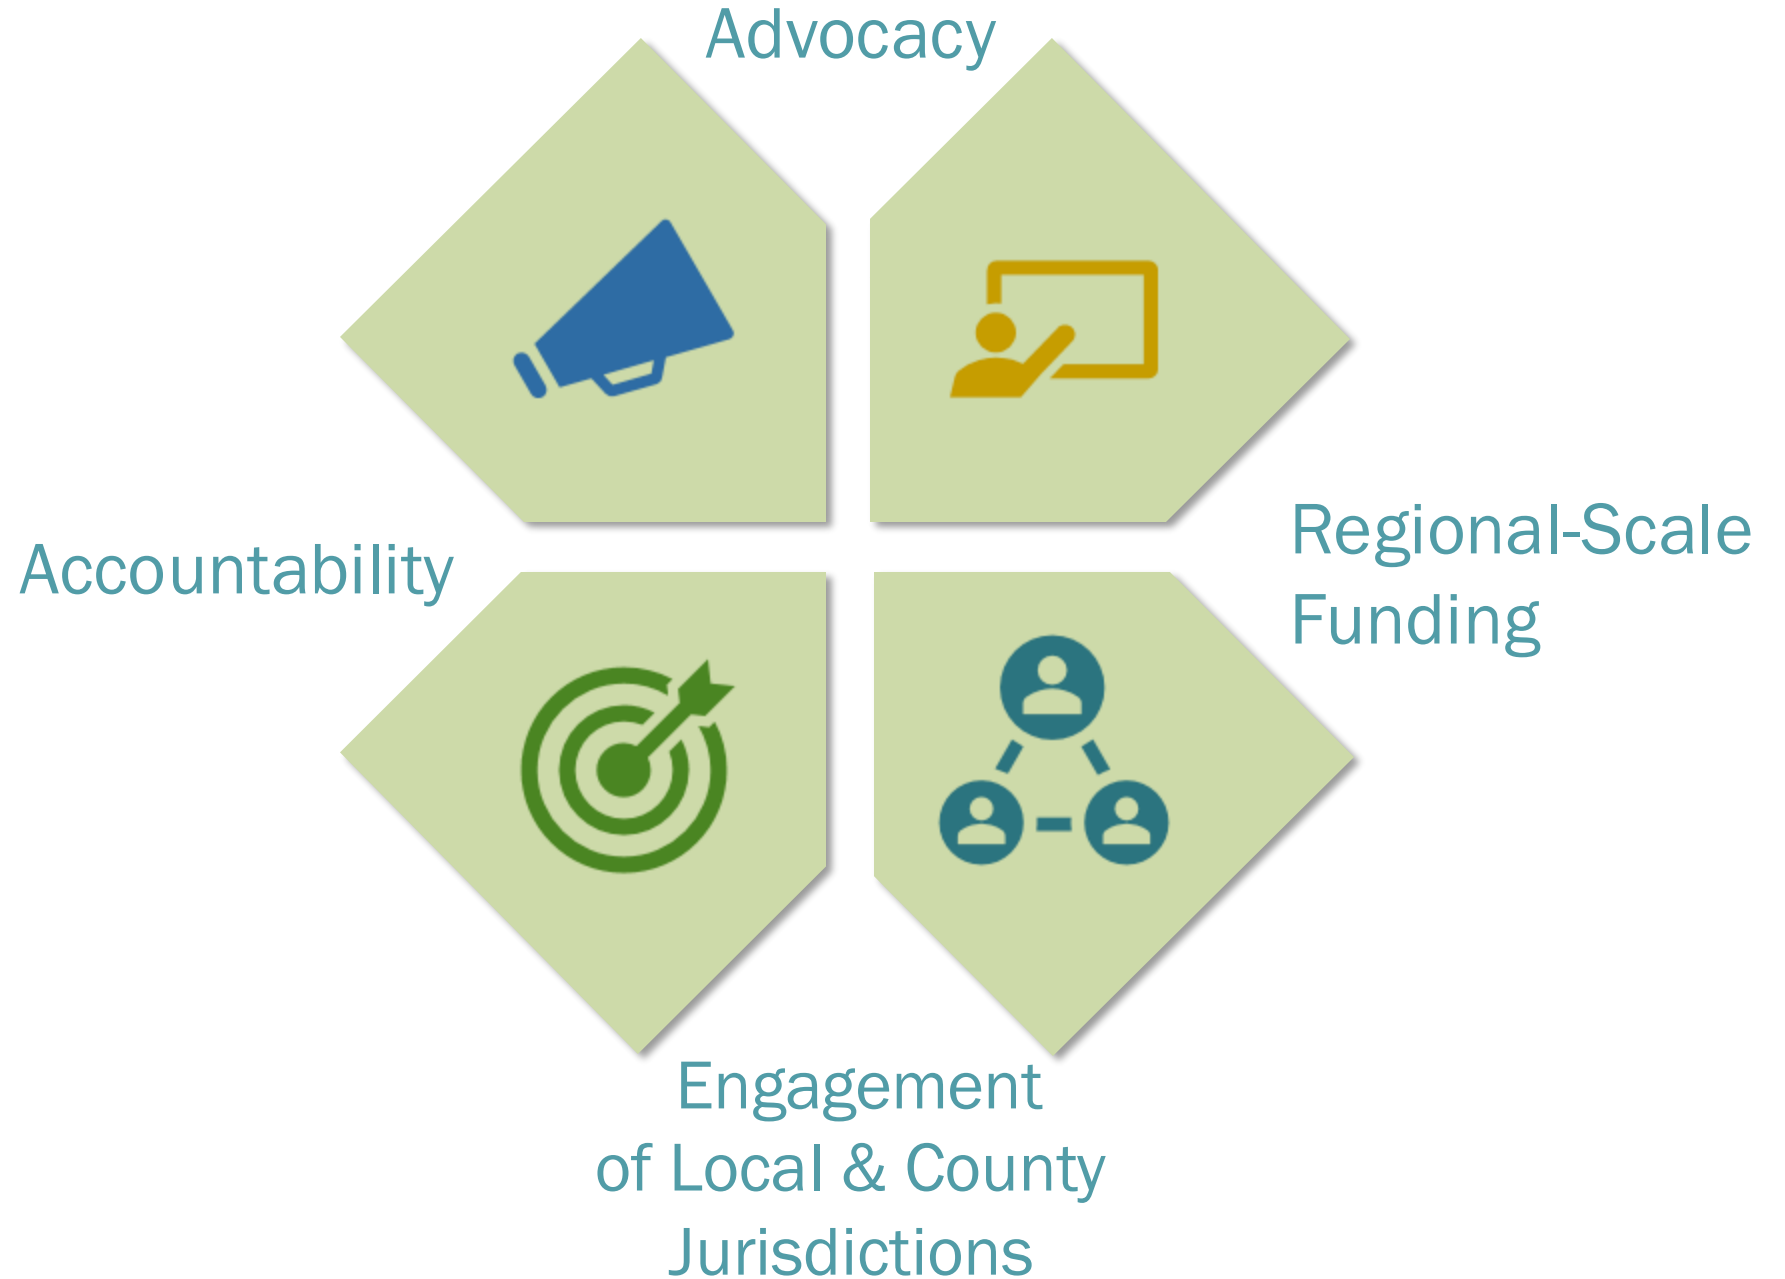 Advocacy
Accountability
Regional-Scale
Funding
Engagement
of Local & County
Jurisdictions